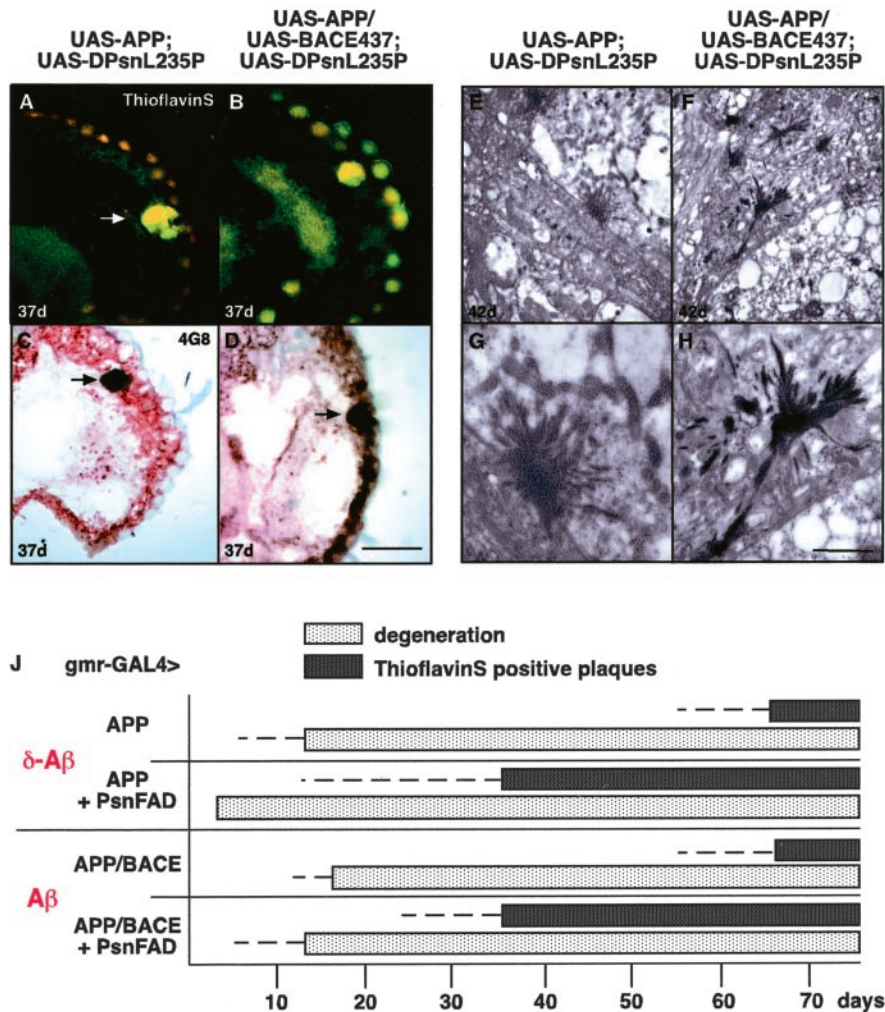 UAS-APP;
UAS-DPsnL235P
UAS-APP/
UAS-BACE437;
UAS-DPsnL235P
UAS-APP;
UAS-DPsnL235P
UAS-APP/
UAS-BACE437;
UAS-DPsnL235P
A
ThioflavinS
B
E
F
37d
37d
42d
42d
C
4G8
D
G
H
37d
37d
degeneration
J
gmr-GAL4>
ThioflavinS positive plaques
APP
δ-Aβ
APP
+ PsnFAD
APP/BACE
Aβ
APP/BACE
+ PsnFAD
10 20 30 40 50 60 70 days